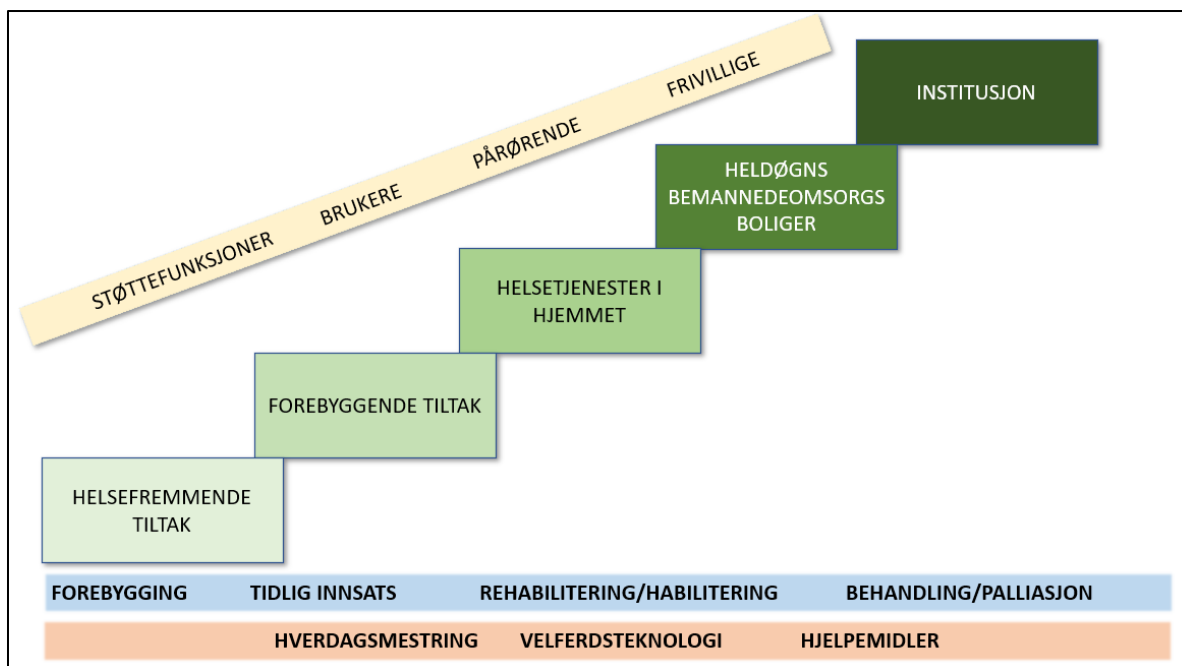 STØTTEFUNKSJONER BRUKERE PÅRØRENDE FRIVILLIGE
INSTITUSJON
HELDØGNS
BEMANNEDEOMSORGS
BOLIGER
HELSETJENESTER I
HJEMMET
FOREBYGGENDE TILTAK
HELSEFREMMENDE
TILTAK
FOREBYGGING TIDLIG INNSATS REHABILITERING/HABILITERING BEHANDLING/PALLIASJON
HVERDAGSMESTRING VELFERDSTEKNOLOGI HJELPEMIDLER